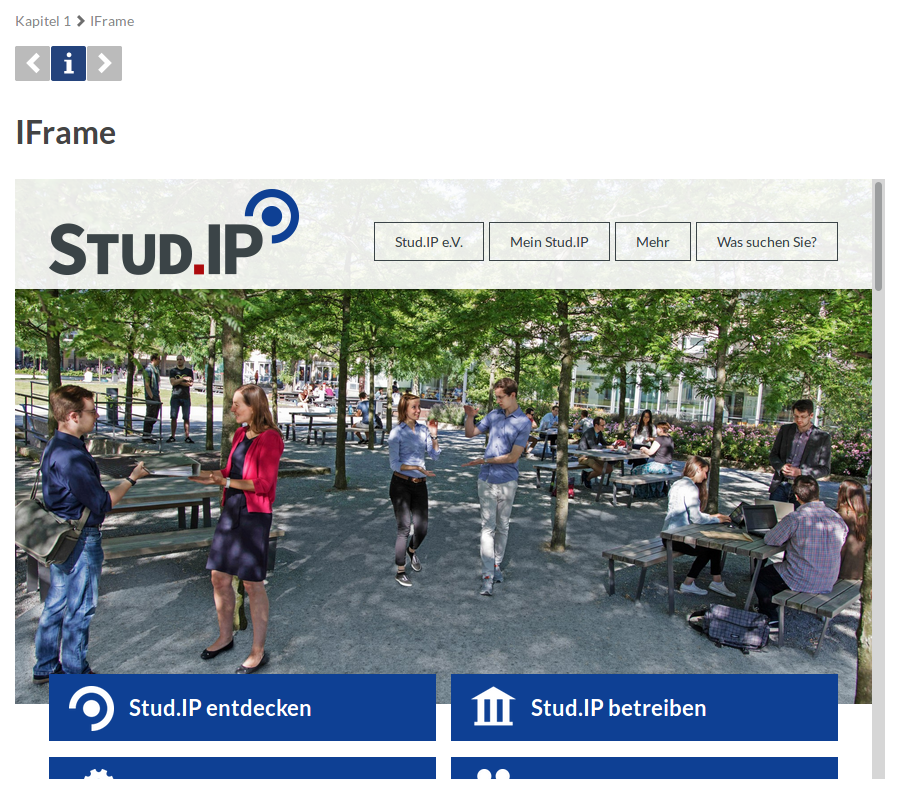 Kapitel 1 IFrame
IFrame
Stud.IP
Stud.IP e.V. Mein Stud.IP Mehr Was suchen Sie?
Stud.IP entdecken Stud.IP betreiben